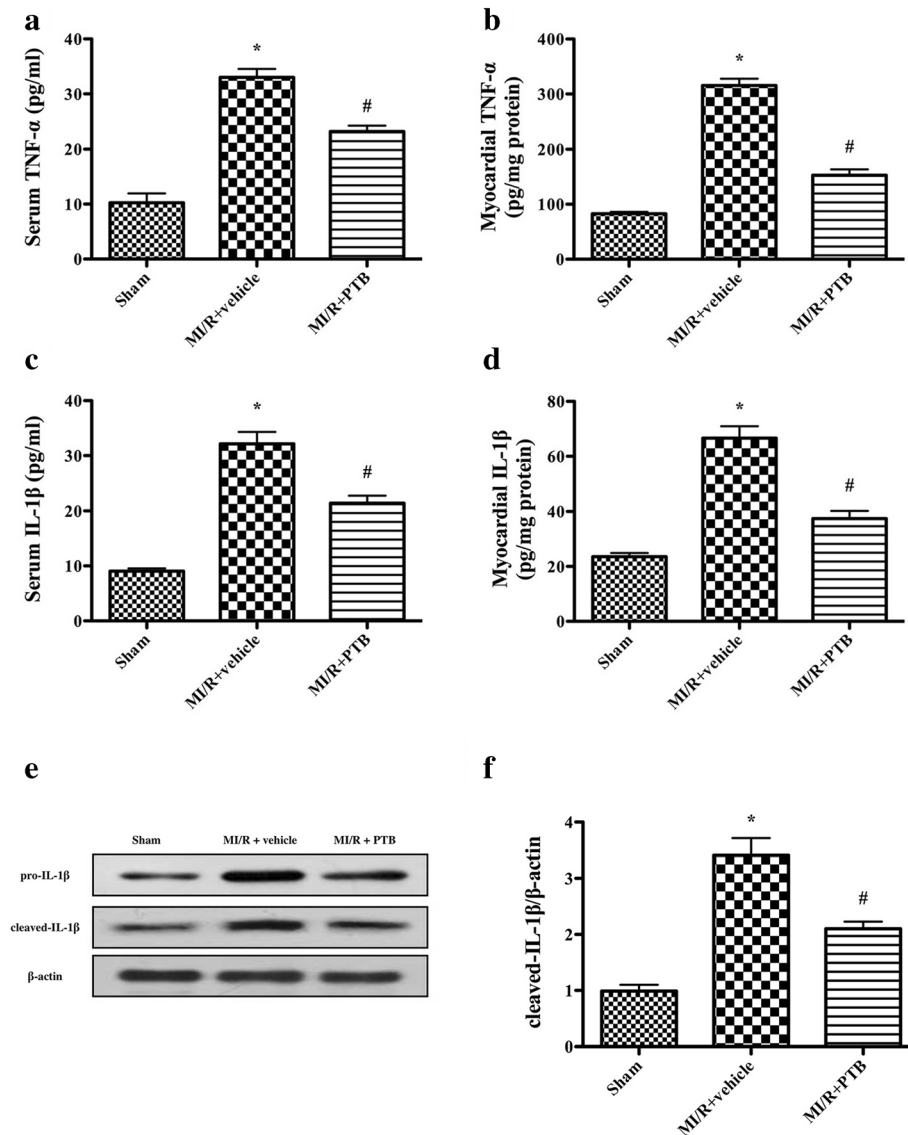 a
Serum TNF-α (pg/ml)
40
30
20
10
0
*
#
Sham
MI/R+vehicle
MI/R+PTB
b
Myocardial TNF-α
(pg/mg protein)
400
300
200
100
0
*
#
Sham
MI/R+vehicle
MI/R+PTB
c
Serum IL-1β (pg/ml)
40
30
20
10
0
*
#
Sham
MI/R+vehicle
MI/R+PTB
d
Myocardial IL-1β
(pg/mg protein)
80
60
40
20
0
*
#
Sham
MI/R+vehicle
MI/R+PTB
e
Sham MI/R + vehicle MI/R + PTB
pro-IL-1β
cleaved-IL-1β
β-actin
f
cleaved-IL-1β/β-actin
4
3
2
1
0
*
#
Sham
MI/R+vehicle
MI/R+PTB